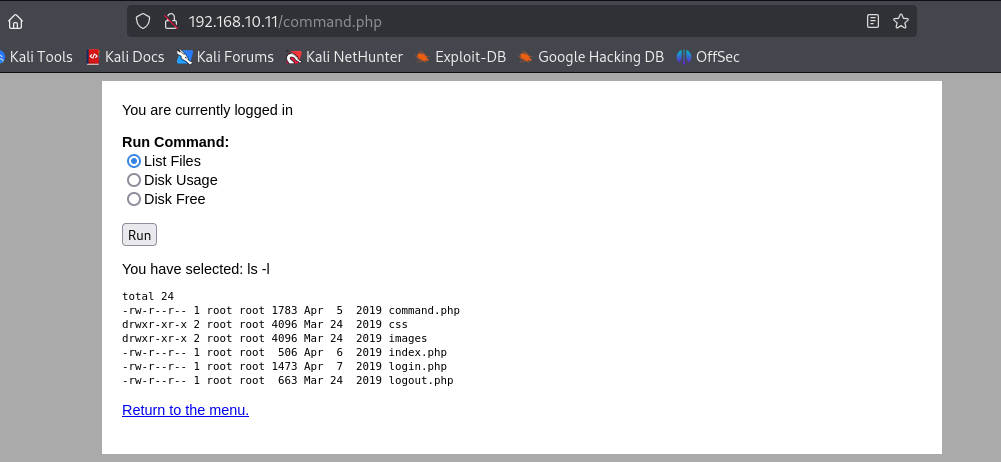 192.168.10.11/command.php
Kali Tools Kali Docs Kali Forums Kali NetHunter Exploit-DB Google Hacking DB OffSec
You are currently logged in
Run Command:
List Files
Disk Usage
Disk Free
Run
You have selected: ls -l
total 24
-rw-r--r-- 1 root root 1783 Apr  5  2019 command.php
drwxr-xr-x 2 root root 4096 Mar 24  2019 css
drwxr-xr-x 2 root root 4096 Mar 24  2019 images
-rw-r--r-- 1 root root  506 Apr  6  2019 index.php
-rw-r--r-- 1 root root 1473 Apr  7  2019 login.php
-rw-r--r-- 1 root root  663 Mar 24  2019 logout.php
Return to the menu.